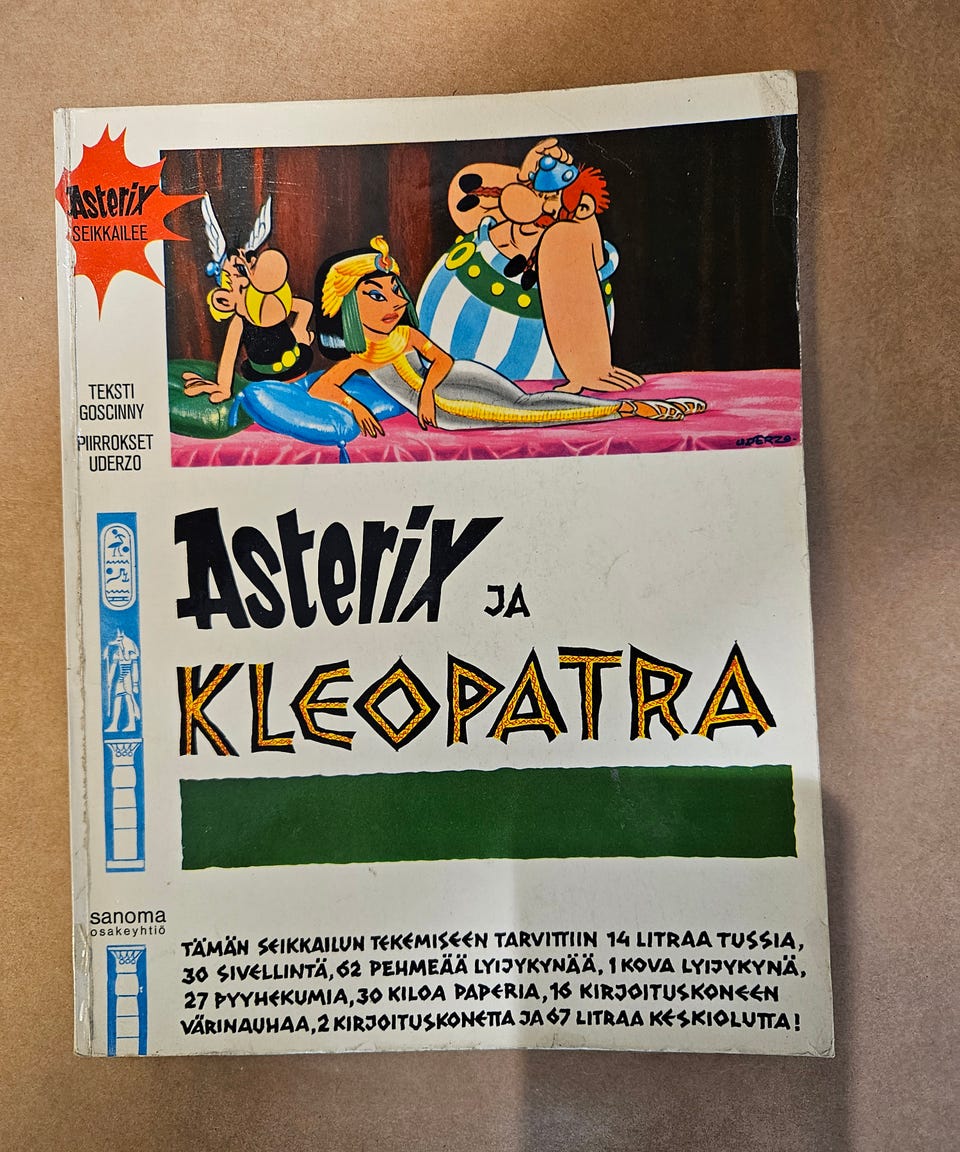 Asterix
SEIKKAILEE
TEKSTI
GOSCINNY
PIIRROKSET
UDERZO
UDERZO-
Asterix JA
KLEOPATRA
sanoma
osakeyhtiö
TÄMÄN SEIKKAILUN TEKEMISEEN TARVITTIIN 14 LITRAA TUSSIA,
30 SIVELLINTÄ, 62 PEHMEÄÄ LYIJYKYNÄÄ, 1 KOVA LYIJYKYNÄ,
27 PYYHEKUMIA, 30 KILOA PAPERIA, 16 KIRJOITUSKONEEN
VÄRINAUHAA, 2 KIRJOITUSKONETTA JA 67 LITRAA KESKIOLUTTA!